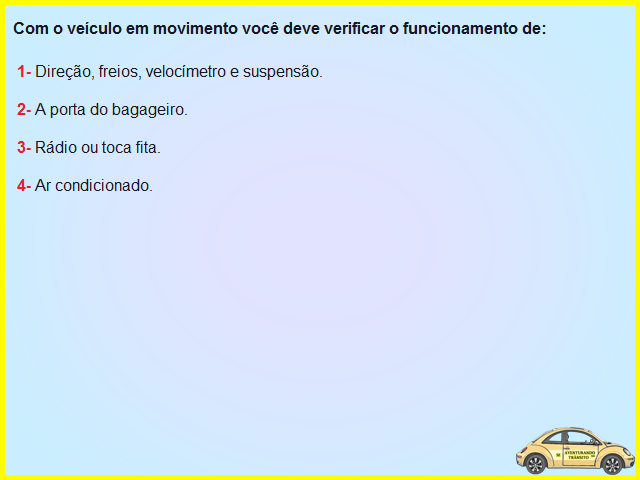 Com o veículo em movimento você deve verificar o funcionamento de:
1- Direção, freios, velocímetro e suspensão.
2- A porta do bagageiro.
3- Rádio ou toca fita.
4- Ar condicionado.
AVENTURANDO
TRÂNSITO